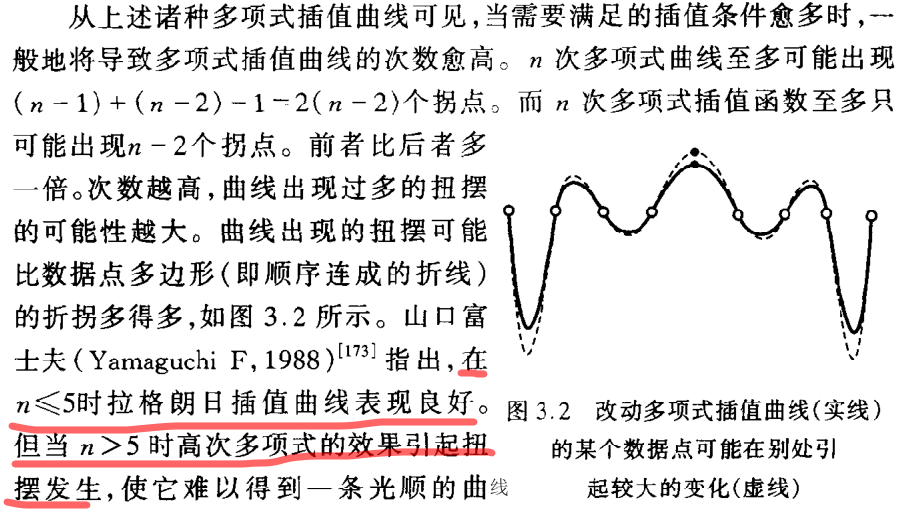 从上述诸种多项式插值曲线可见,当需要满足的插值条件愈多时,一
般地将导致多项式插值曲线的次数愈高。n 次多项式曲线至多可能出现
(n-1)+(n-2)-1=2(n-2)个拐点。而 n 次多项式插值函数至多只
可能出现n-2个拐点。前者比后者多
一倍。次数越高,曲线出现过多的扭摆
的可能性越大。曲线出现的扭摆可能
比数据点多边形(即顺序连成的折线)
的折拐多得多,如图 3.2 所示。山口富
士夫(Yamaguchi F,1988)[173]指出,在
n≤5时拉格朗日插值曲线表现良好。
但当 n>5 时高次多项式的效果引起扭
摆发生,使它难以得到一条光顺的曲线
图 3.2 改动多项式插值曲线(实线)
的某个数据点可能在别处引
起较大的变化(虚线)